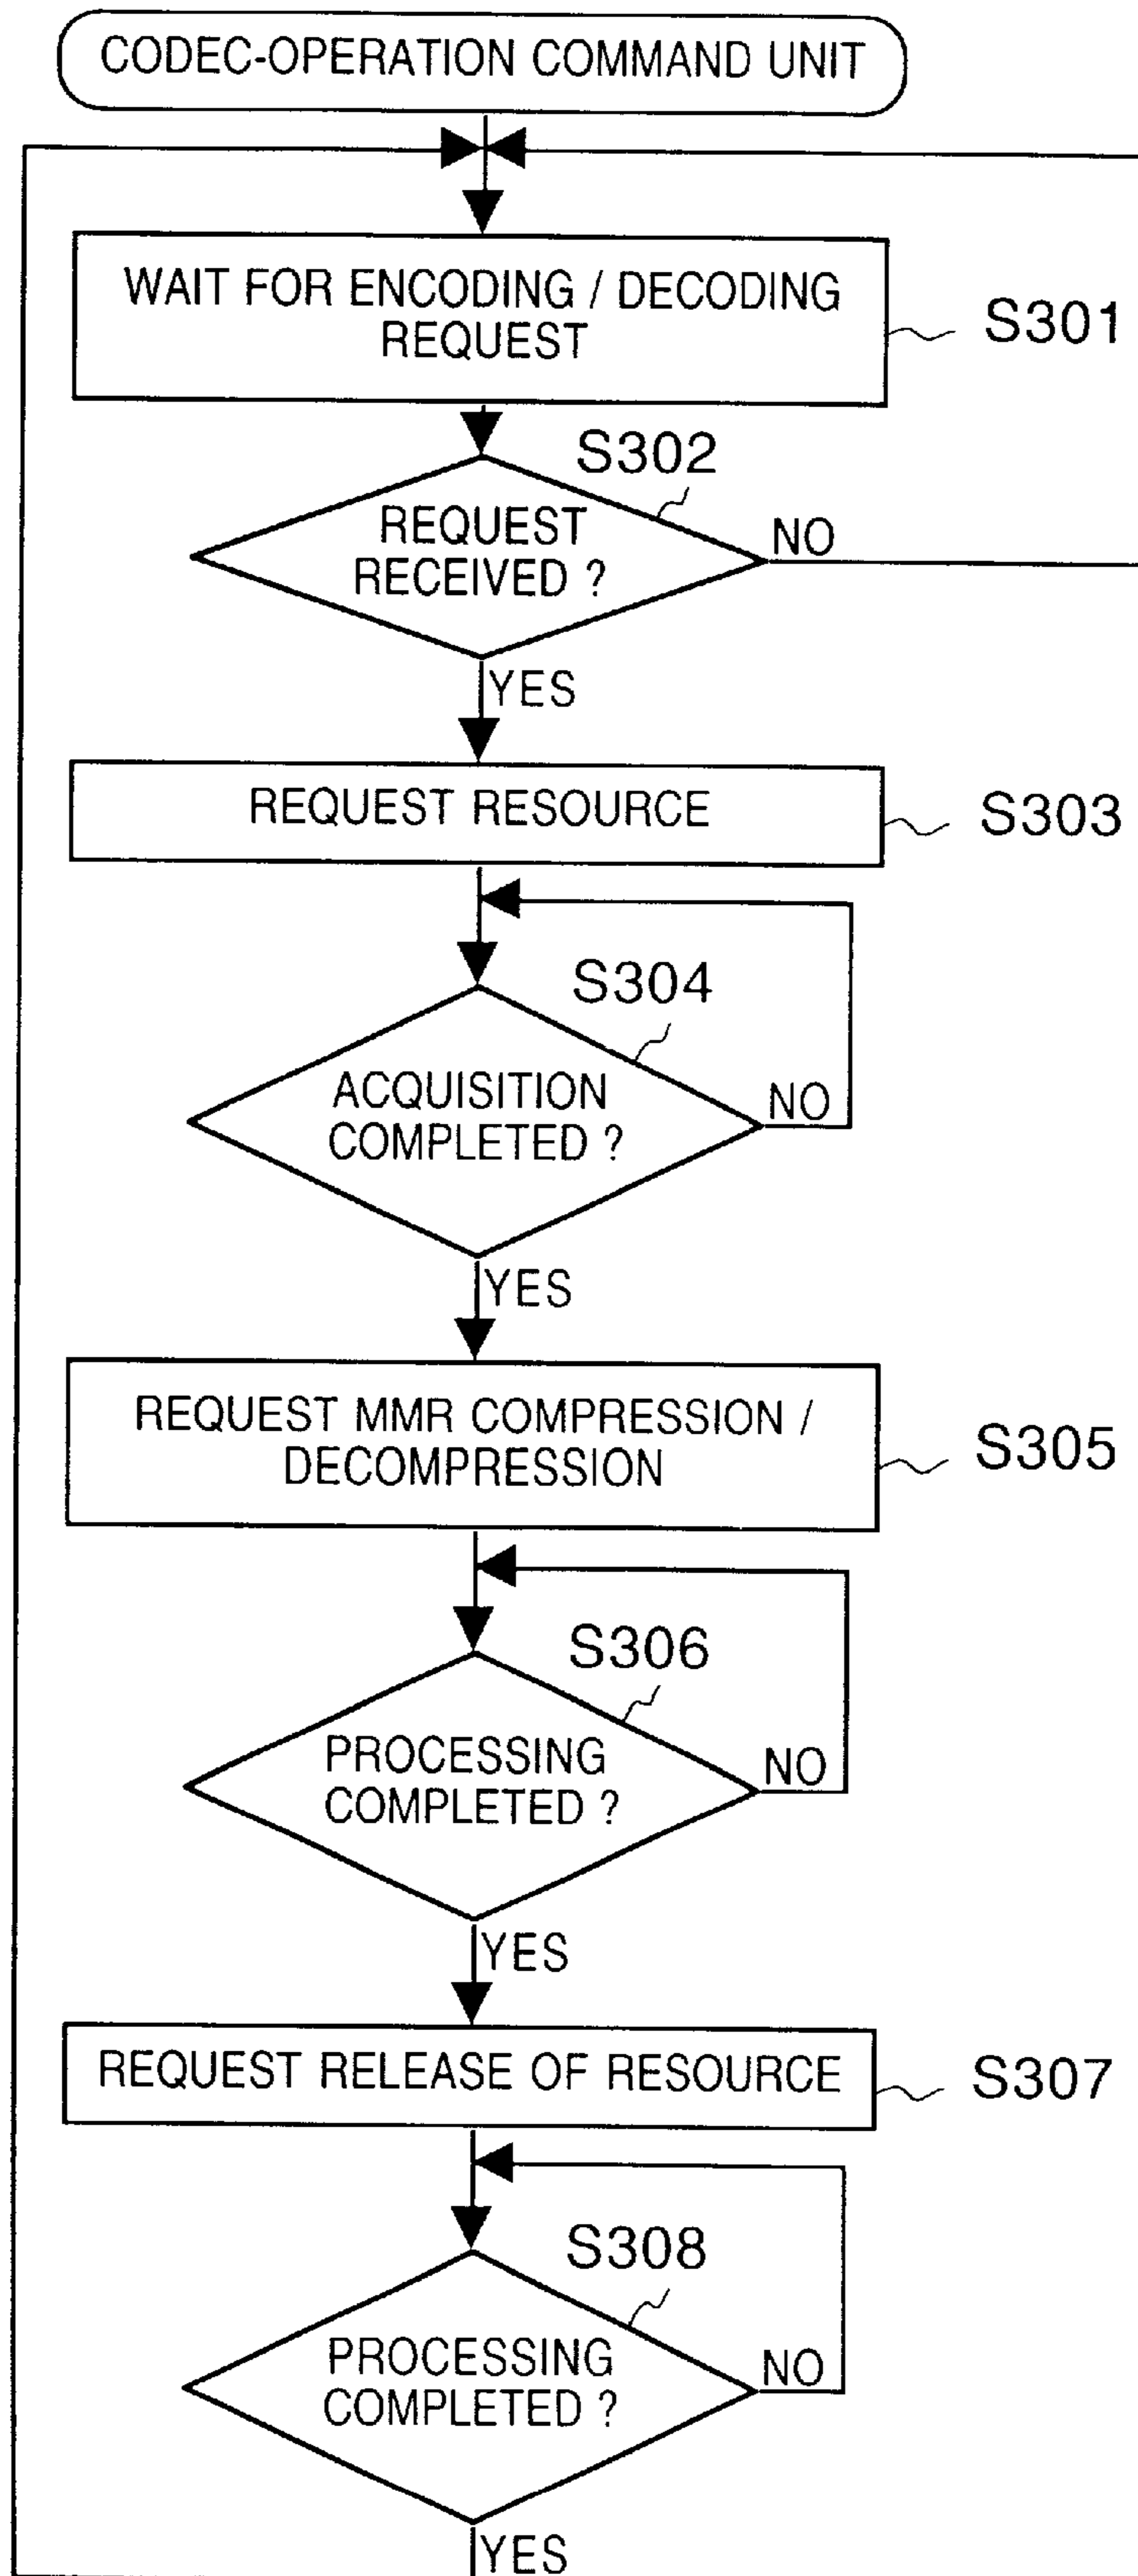 CODEC-OPERATION COMMAND UNIT
WAIT FOR ENCODING / DECODING
REQUEST
S301
S302
REQUEST
RECEIVED ?
NO
YES
REQUEST RESOURCE
S303
S304
ACQUISITION
COMPLETED ?
NO
YES
REQUEST MMR COMPRESSION /
DECOMPRESSION
S305
S306
PROCESSING
COMPLETED ?
NO
YES
REQUEST RELEASE OF RESOURCE
S307
S308
PROCESSING
COMPLETED ?
NO
YES